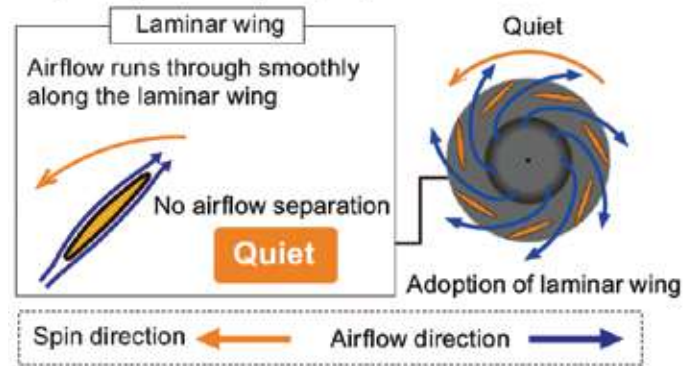 Laminar wing
Airflow runs through smoothly
along the laminar wing
No airflow separation
Quiet
Quiet
Adoption of laminar wing
Spin direction
Airflow direction